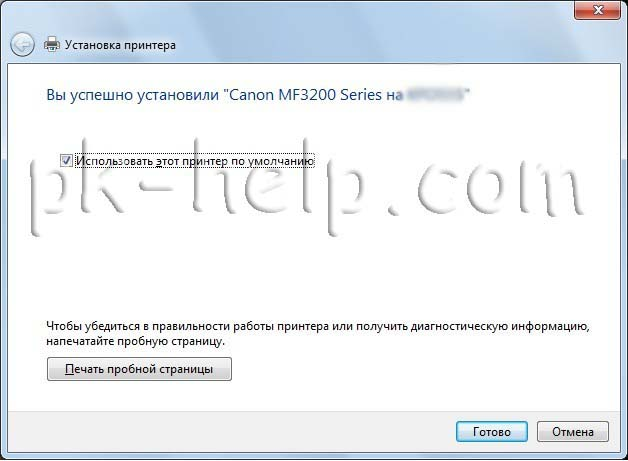 Установка принтера
Вы успешно установили "Canon MF3200 Series на "
Использовать этот принтер по умолчанию
pk-help.com
Чтобы убедиться в правильности работы принтера или получить диагностическую информацию,
напечатайте пробную страницу.
Печать пробной страницы
Готово
Отмена